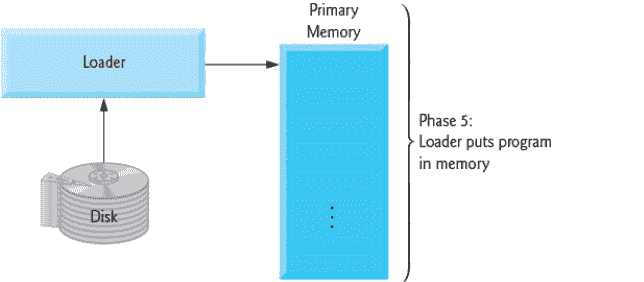 Primary
Memory
Loader
Disk
Phase 5:
Loader puts program
in memory